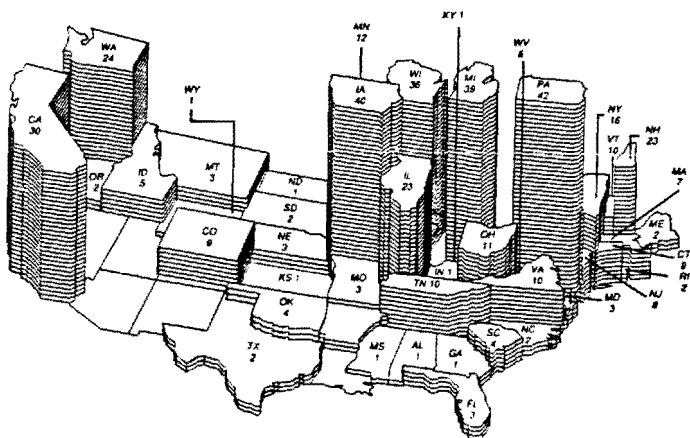 MN
12
KY 1
WV
6
WA
24
WI
36
MI
39
IA
40
PA
42
WY
1
CA
30
NY
16
VT
10
NH
23
OR
2
ID
5
MT
3
ND
1
IL
23
MA
7
SD
2
ME
2
CO
9
NE
3
OH
11
CT
9
KS 1
MO
3
IN 1
TN 10
VA
10
RI
2
OK
4
MD
3
NJ
8
TX
2
MS
1
AL
1
GA
1
SC
4
NC
2
FL
3